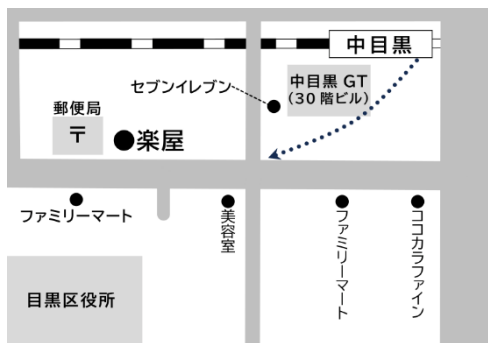 中目黒
セブンイレブン
中目黒 GT
(30 階ビル)
郵便局
〒
楽屋
ファミリーマート
美容室
ファミリーマート
ココカラファイン
目黒区役所